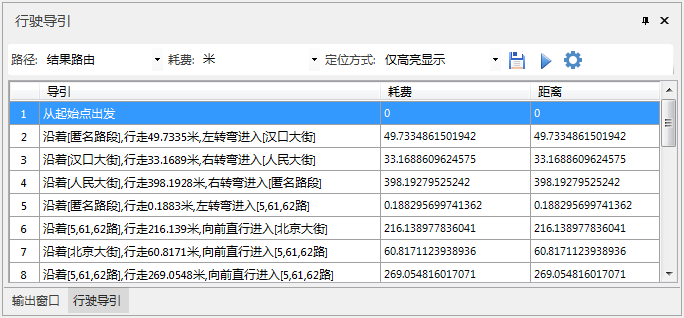 行驶导引
路径: 结果路由 耗费: 米 定位方式: 仅高亮显示
导引 耗费 距离
1 从起始点出发 0 0
2 沿着[匿名路段],行走49.7335米,左转弯进入[汉口大街] 49.7334861501942 49.7334861501942
3 沿着[汉口大街],行走33.1689米,右转弯进入[人民大街] 33.1688609624575 33.1688609624575
4 沿着[人民大街],行走398.1928米,右转弯进入[匿名路段] 398.19279525242 398.19279525242
5 沿着[匿名路段],行走0.1883米,左转弯进入[5,61,62路] 0.188295699741362 0.188295699741362
6 沿着[5,61,62路],行走216.139米,向前直行进入[北京大街] 216.138977836041 216.138977836041
7 沿着[北京大街],行走60.8171米,向前直行进入[5,61,62路] 60.8171123938936 60.8171123938936
8 沿着[5,61,62路],行走269.0548米,向前直行进入[5,61,62路] 269.054816017071 269.054816017071
输出窗口 行驶导引